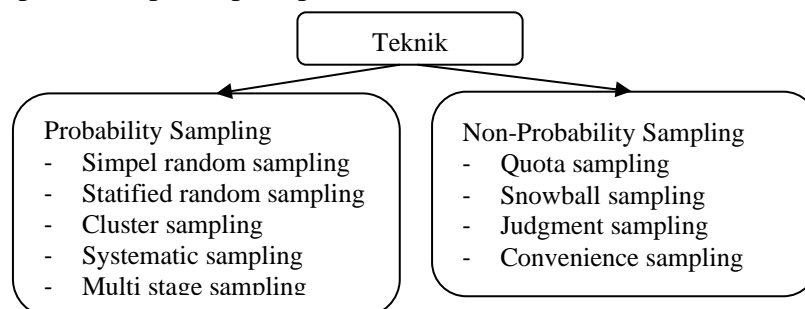 Teknik
Probability Sampling
- Simpel random sampling
- Statified random sampling
- Cluster sampling
- Systematic sampling
- Multi stage sampling
Non-Probability Sampling
- Quota sampling
- Snowball sampling
- Judgment sampling
- Convenience sampling